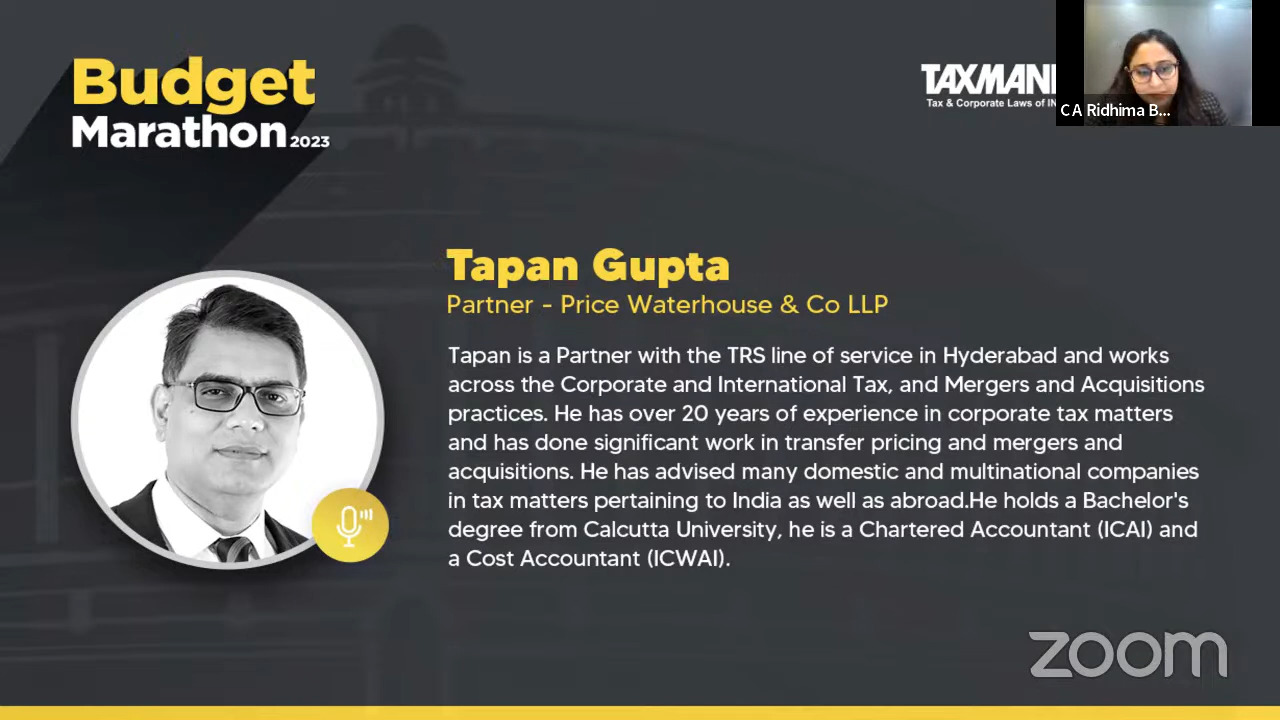 Budget
Marathon 2023
TAXMAN
Tax & Corporate Laws of IN
CA Ridhima B...
Tapan Gupta
Partner - Price Waterhouse & Co LLP
Tapan is a Partner with the TRS line of service in Hyderabad and works
across the Corporate and International Tax, and Mergers and Acquisitions
practices. He has over 20 years of experience in corporate tax matters
and has done significant work in transfer pricing and mergers and
acquisitions. He has advised many domestic and multinational companies
in tax matters pertaining to India as well as abroad.He holds a Bachelor's
degree from Calcutta University, he is a Chartered Accountant (ICAI) and
a Cost Accountant (ICWAI).
zoom